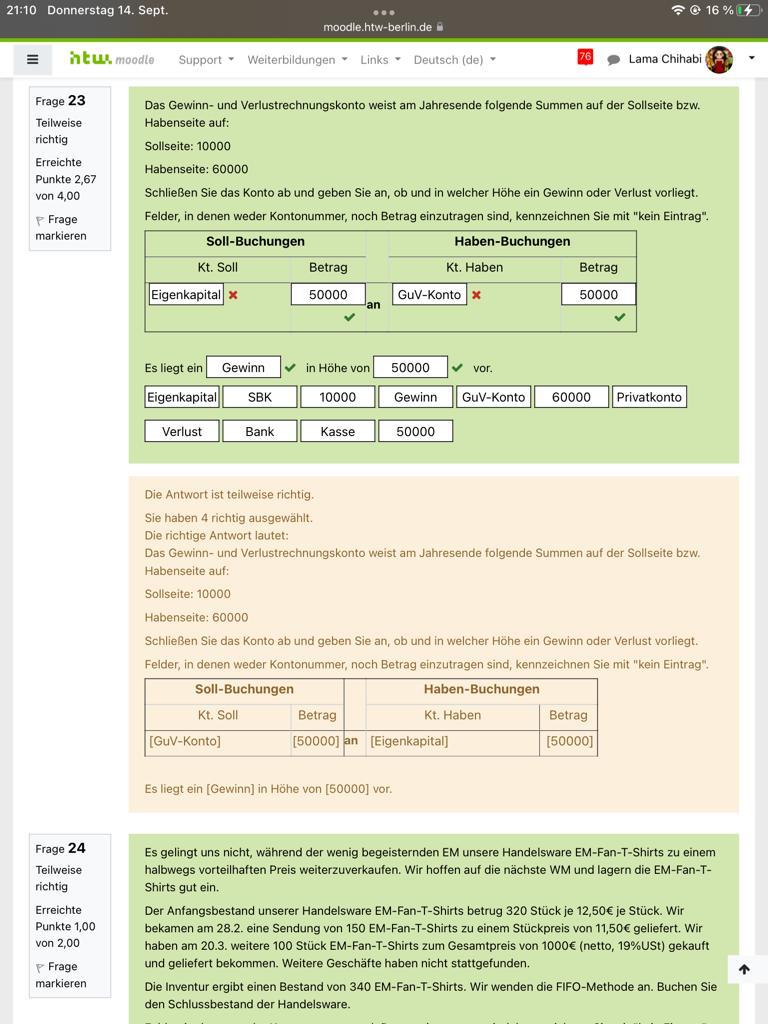 21:10 Donnerstag 14. Sept.
16 %
moodle.htw-berlin.de
htw. moodle Support Weiterbildungen Links Deutsch (de) 76 Lama Chihabi
Frage 23
Teilweise
richtig
Erreichte
Punkte 2,67
von 4,00
Frage
markieren
Das Gewinn- und Verlustrechnungskonto weist am Jahresende folgende Summen auf der Sollseite bzw.
Habenseite auf:
Sollseite: 10000
Habenseite: 60000
Schließen Sie das Konto ab und geben Sie an, ob und in welcher Höhe ein Gewinn oder Verlust vorliegt.
Felder, in denen weder Kontonummer, noch Betrag einzutragen sind, kennzeichnen Sie mit "kein Eintrag".
Soll-Buchungen Haben-Buchungen
Kt. Soll Betrag Kt. Haben Betrag
Eigenkapital 50000 an GuV-Konto 50000
Es liegt ein Gewinn in Höhe von 50000 vor.
Eigenkapital SBK 10000 Gewinn GuV-Konto 60000 Privatkonto
Verlust Bank Kasse 50000
Die Antwort ist teilweise richtig.
Sie haben 4 richtig ausgewählt.
Die richtige Antwort lautet:
Das Gewinn- und Verlustrechnungskonto weist am Jahresende folgende Summen auf der Sollseite bzw.
Habenseite auf:
Sollseite: 10000
Habenseite: 60000
Schließen Sie das Konto ab und geben Sie an, ob und in welcher Höhe ein Gewinn oder Verlust vorliegt.
Felder, in denen weder Kontonummer, noch Betrag einzutragen sind, kennzeichnen Sie mit "kein Eintrag".
Soll-Buchungen Haben-Buchungen
Kt. Soll Betrag Kt. Haben Betrag
[GuV-Konto] [50000] an [Eigenkapital] [50000]
Es liegt ein [Gewinn] in Höhe von [50000] vor.
Frage 24
Teilweise
richtig
Erreichte
Punkte 1,00
von 2,00
Frage
markieren
Es gelingt uns nicht, während der wenig begeisternden EM unsere Handelsware EM-Fan-T-Shirts zu einem
halbwegs vorteilhaften Preis weiterzuverkaufen. Wir hoffen auf die nächste WM und lagern die EM-Fan-T-
Shirts gut ein.
Der Anfangsbestand unserer Handelsware EM-Fan-T-Shirts betrug 320 Stück je 12,50€ je Stück. Wir
bekamen am 28.2. eine Sendung von 150 EM-Fan-T-Shirts zu einem Stückpreis von 11,50€ geliefert. Wir
haben am 20.3. weitere 100 Stück EM-Fan-T-Shirts zum Gesamtpreis von 1000€ (netto, 19%USt) gekauft
und geliefert bekommen. Weitere Geschäfte haben nicht stattgefunden.
Die Inventur ergibt einen Bestand von 340 EM-Fan-T-Shirts. Wir wenden die FIFO-Methode an. Buchen Sie
den Schlussbestand der Handelsware.